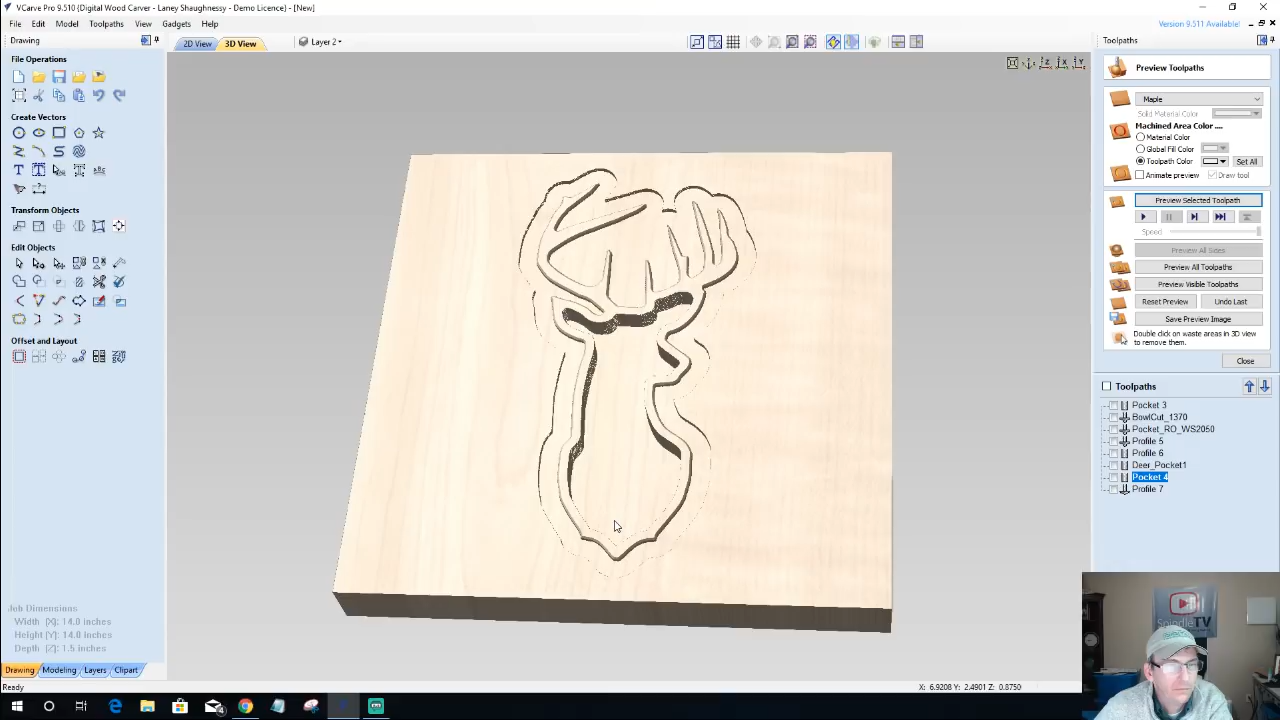 VCarve Pro 9.510 {Digital Wood Carver - Laney Shaughnessy - Demo Licence} - [New]
File Edit Model Toolpaths View Gadgets Help
Version 9.511 Available!
Drawing
2D View 3D View Layer 2
Toolpaths
File Operations
Create Vectors
Transform Objects
Edit Objects
Offset and Layout
Job Dimensions
Width (X): 14.0 inches
Height (Y): 14.0 inches
Depth (Z): 1.5 inches
Drawing Modeling Layers Clipart
Ready
X: 6.9208 Y: 2.4901 Z: 0.8750
Preview Toolpaths
Maple
Solid Material Color
Machined Area Color ....
Material Color
Global Fill Color
Toolpath Color Set All
Animate preview Draw tool
Preview Selected Toolpath
Speed:
Preview All Sides
Preview All Toolpaths
Preview Visible Toolpaths
Reset Preview Undo Last
Save Preview Image
Double click on waste areas in 3D view
to remove them.
Close
Toolpaths
Pocket 3
BowlCut_1370
Pocket_RO_WS2050
Profile 5
Profile 6
Deer_Pocket1
Pocket 4
Profile 7
SpindleTV